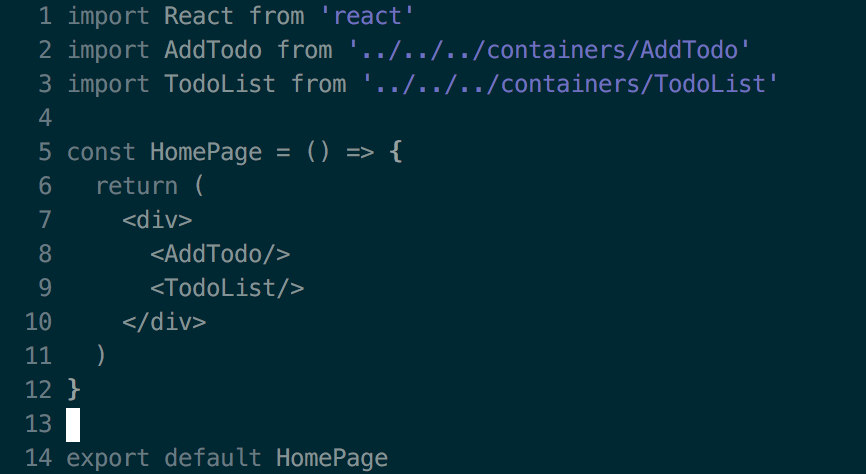 1 import React from 'react'
2 import AddTodo from '../../../containers/AddTodo'
3 import TodoList from '../../../containers/TodoList'
4
5 const HomePage = () => {
6   return (
7     <div>
8       <AddTodo/>
9       <TodoList/>
10     </div>
11   )
12 }
13
14 export default HomePage